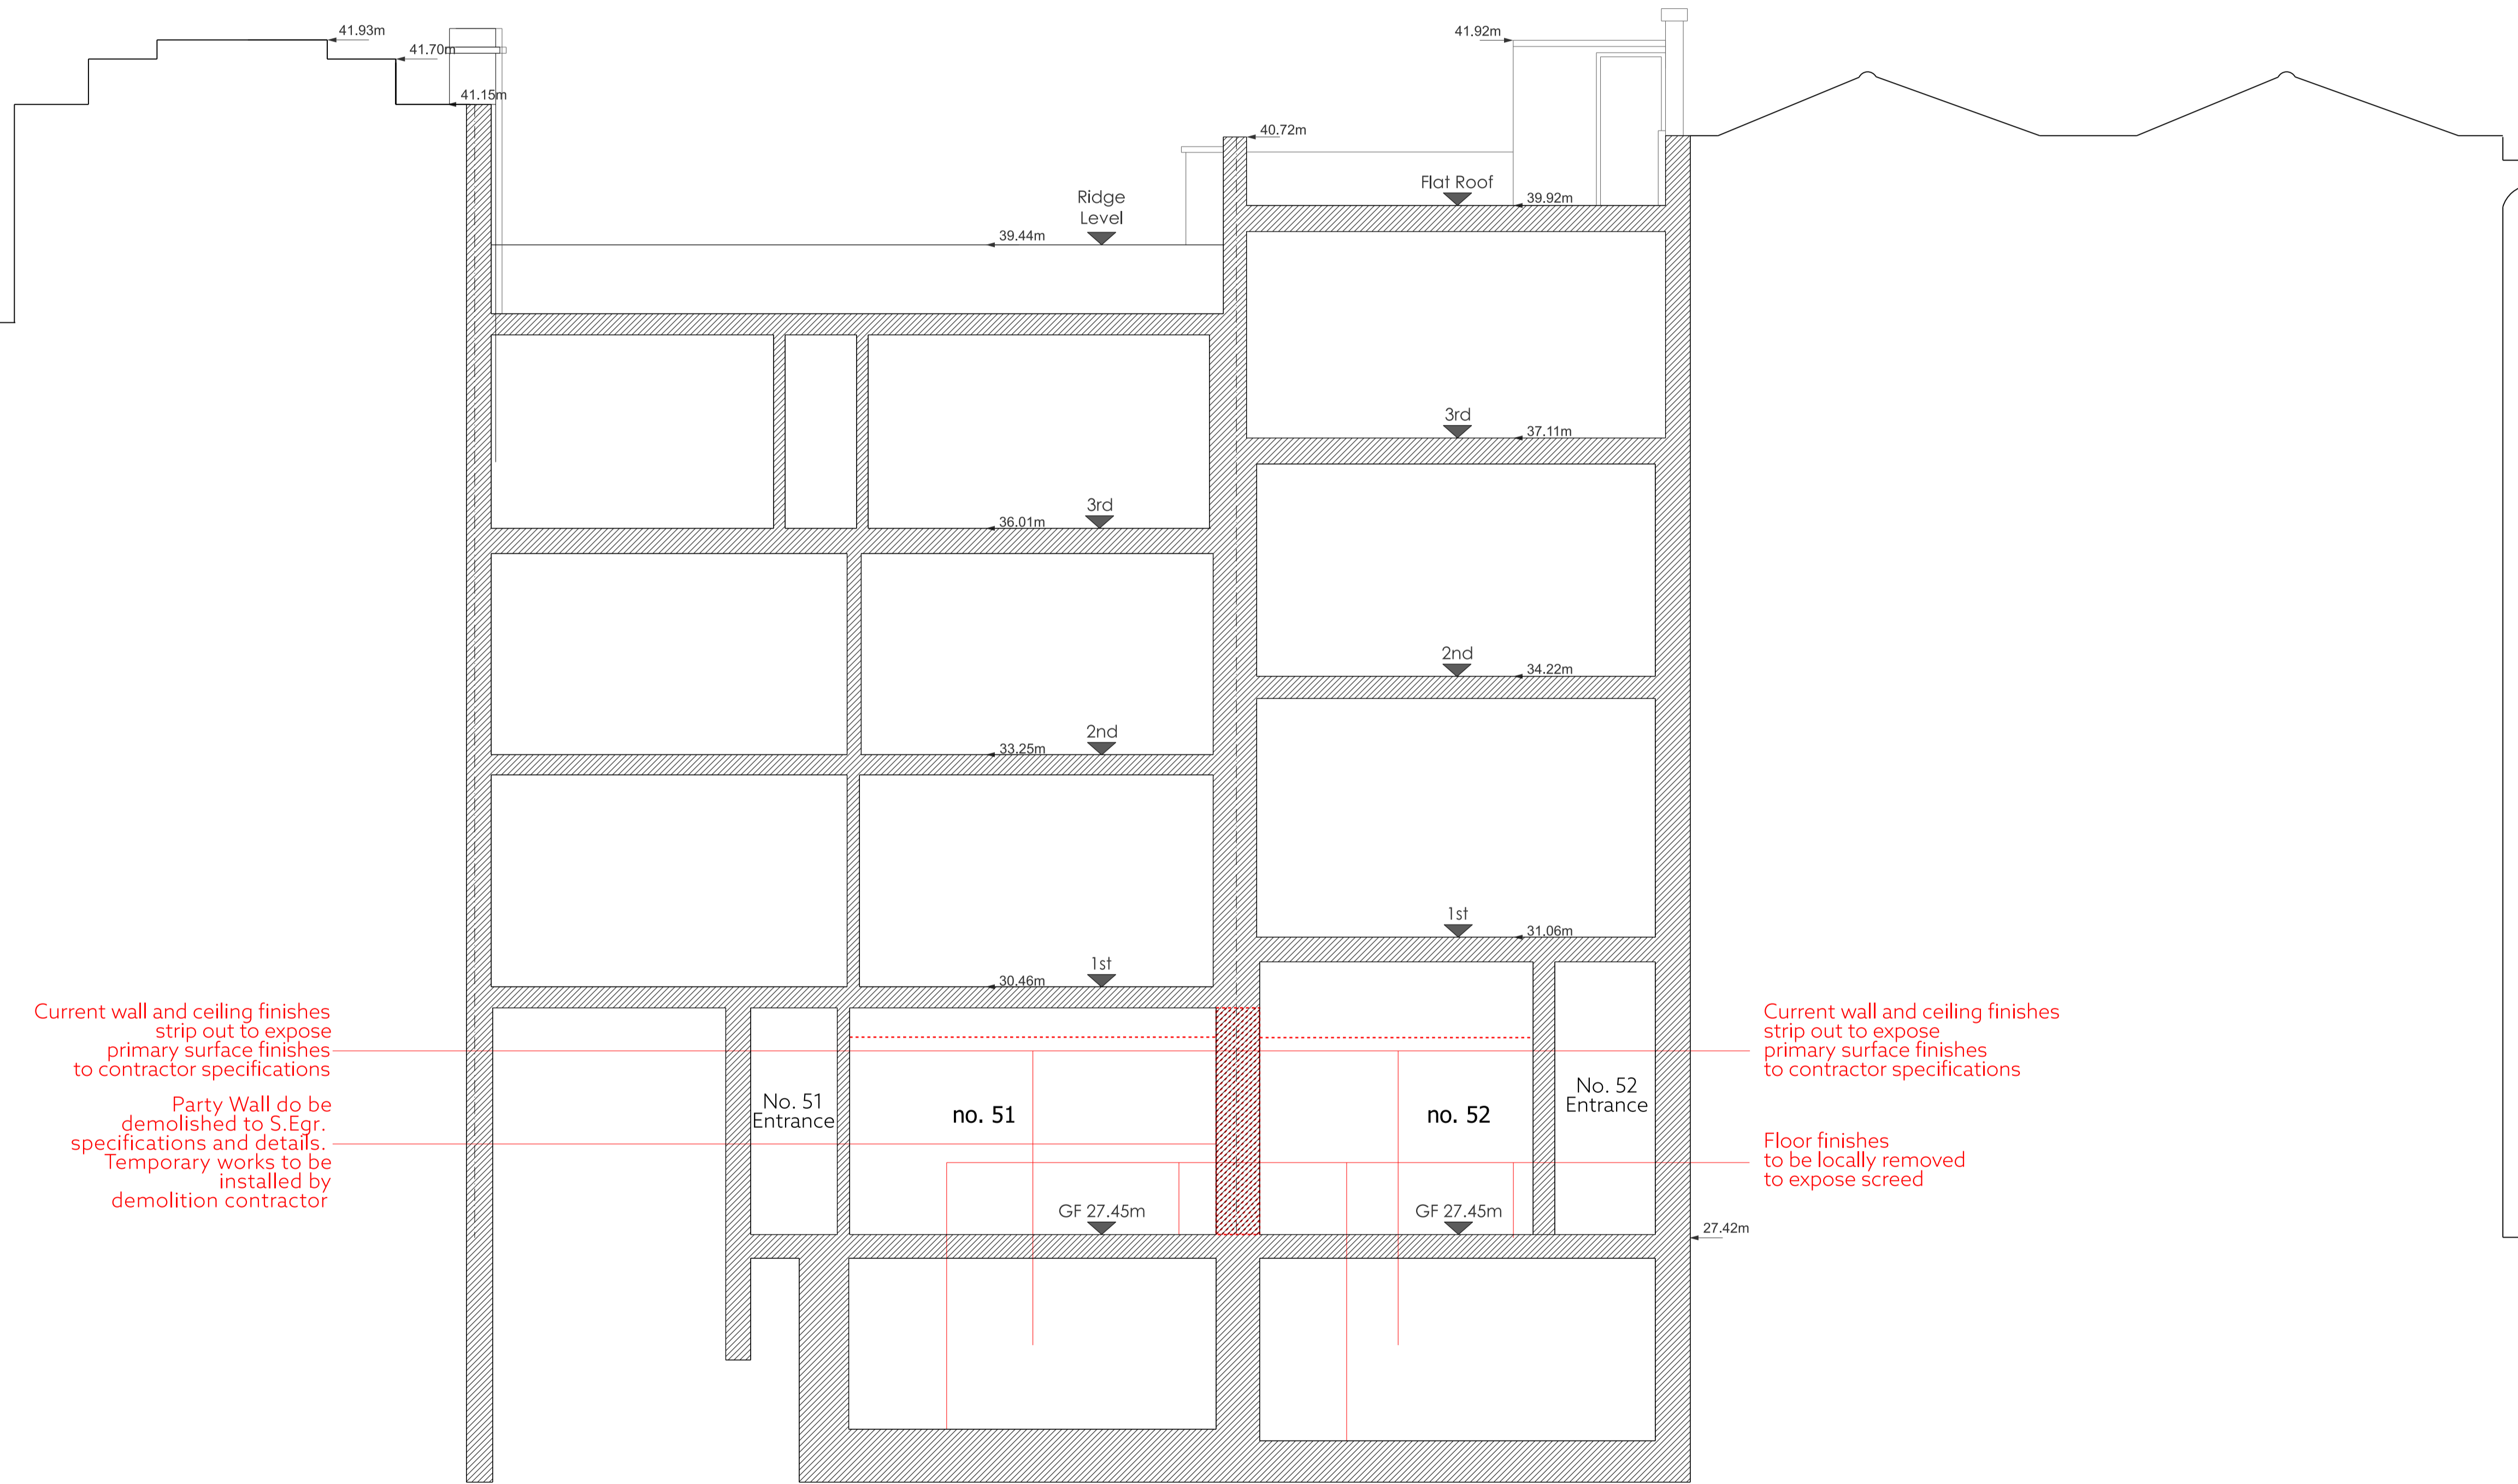 41.93m
41.70m
41.15m
41.92m
40.72m
Flat Roof
39.92m
Ridge
Level
39.44m
3rd
37.11m
3rd
36.01m
2nd
34.22m
2nd
33.25m
1st
31.06m
1st
30.46m
Current wall and ceiling finishes
strip out to expose
primary surface finishes
to contractor specifications
Party Wall do be
demolished to S.Egr.
specifications and details.
Temporary works to be
installed by
demolition contractor
No. 51
Entrance
no. 51
no. 52
No. 52
Entrance
GF 27.45m
GF 27.45m
Current wall and ceiling finishes
strip out to expose
primary surface finishes
to contractor specifications
Floor finishes
to be locally removed
to expose screed
27.42m